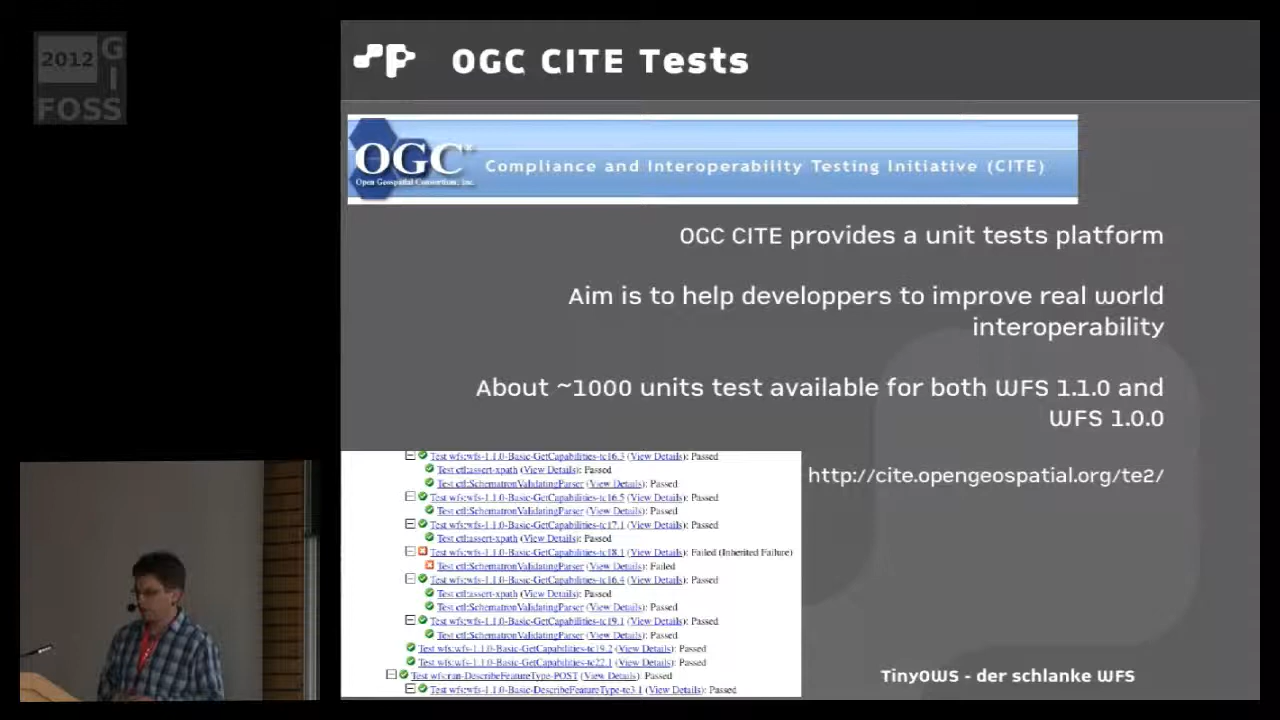 2012 G
I
FOSS
OGC CITE Tests
OGC
Open Geospatial Consortium, Inc.
Compliance and Interoperability Testing Initiative (CITE)
OGC CITE provides a unit tests platform
Aim is to help developpers to improve real world
interoperability
About ~1000 units test available for both WFS 1.1.0 and
WFS 1.0.0
http://cite.opengeospatial.org/te2/
Test wfs:wfs-1.1.0-Basic-GetCapabilities-tc16.3 (View Details): Passed
Test ctl:assert-xpath (View Details): Passed
Test ctl:SchematronValidatingParser (View Details): Passed
Test wfs:wfs-1.1.0-Basic-GetCapabilities-tc16.5 (View Details): Passed
Test ctl:SchematronValidatingParser (View Details): Passed
Test wfs:wfs-1.1.0-Basic-GetCapabilities-tc17.1 (View Details): Passed
Test ctl:assert-xpath (View Details): Passed
Test wfs:wfs-1.1.0-Basic-GetCapabilities-tc18.1 (View Details): Failed (Inherited Failure)
Test ctl:SchematronValidatingParser (View Details): Failed
Test wfs:wfs-1.1.0-Basic-GetCapabilities-tc16.4 (View Details): Passed
Test ctl:assert-xpath (View Details): Passed
Test ctl:SchematronValidatingParser (View Details): Passed
Test wfs:wfs-1.1.0-Basic-GetCapabilities-tc19.1 (View Details): Passed
Test ctl:SchematronValidatingParser (View Details): Passed
Test wfs:wfs-1.1.0-Basic-GetCapabilities-tc19.2 (View Details): Passed
Test wfs:wfs-1.1.0-Basic-GetCapabilities-tc22.1 (View Details): Passed
Test wfs:run-DescribeFeatureType-POST (View Details): Passed
Test wfs:wfs-1.1.0-Basic-DescribeFeatureType-tc3.1 (View Details): Passed
TinyOWS - der schlanke WFS